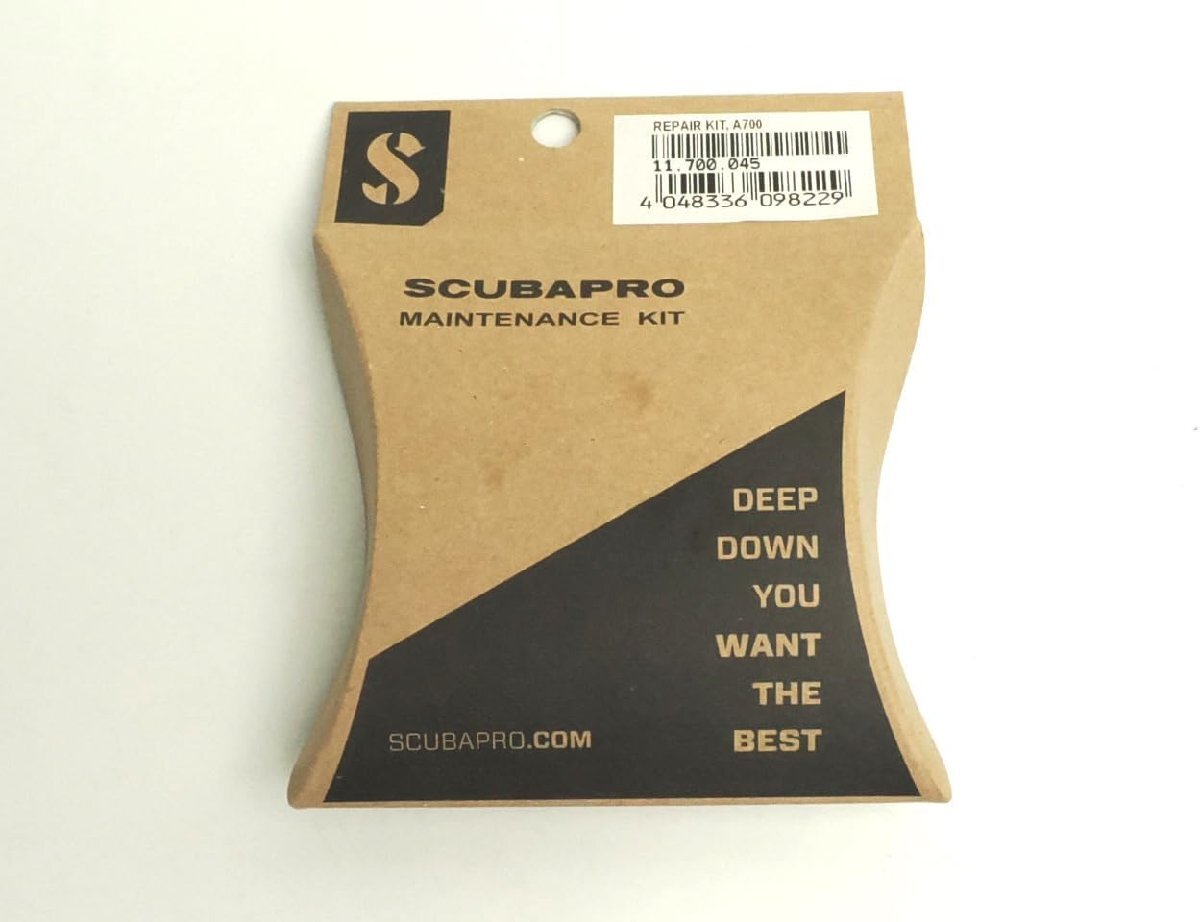 S
REPAIR KIT, A700
11.700.045
4 048336 098229
SCUBAPRO
MAINTENANCE KIT
DEEP
DOWN
YOU
WANT
THE
BEST
SCUBAPRO.COM